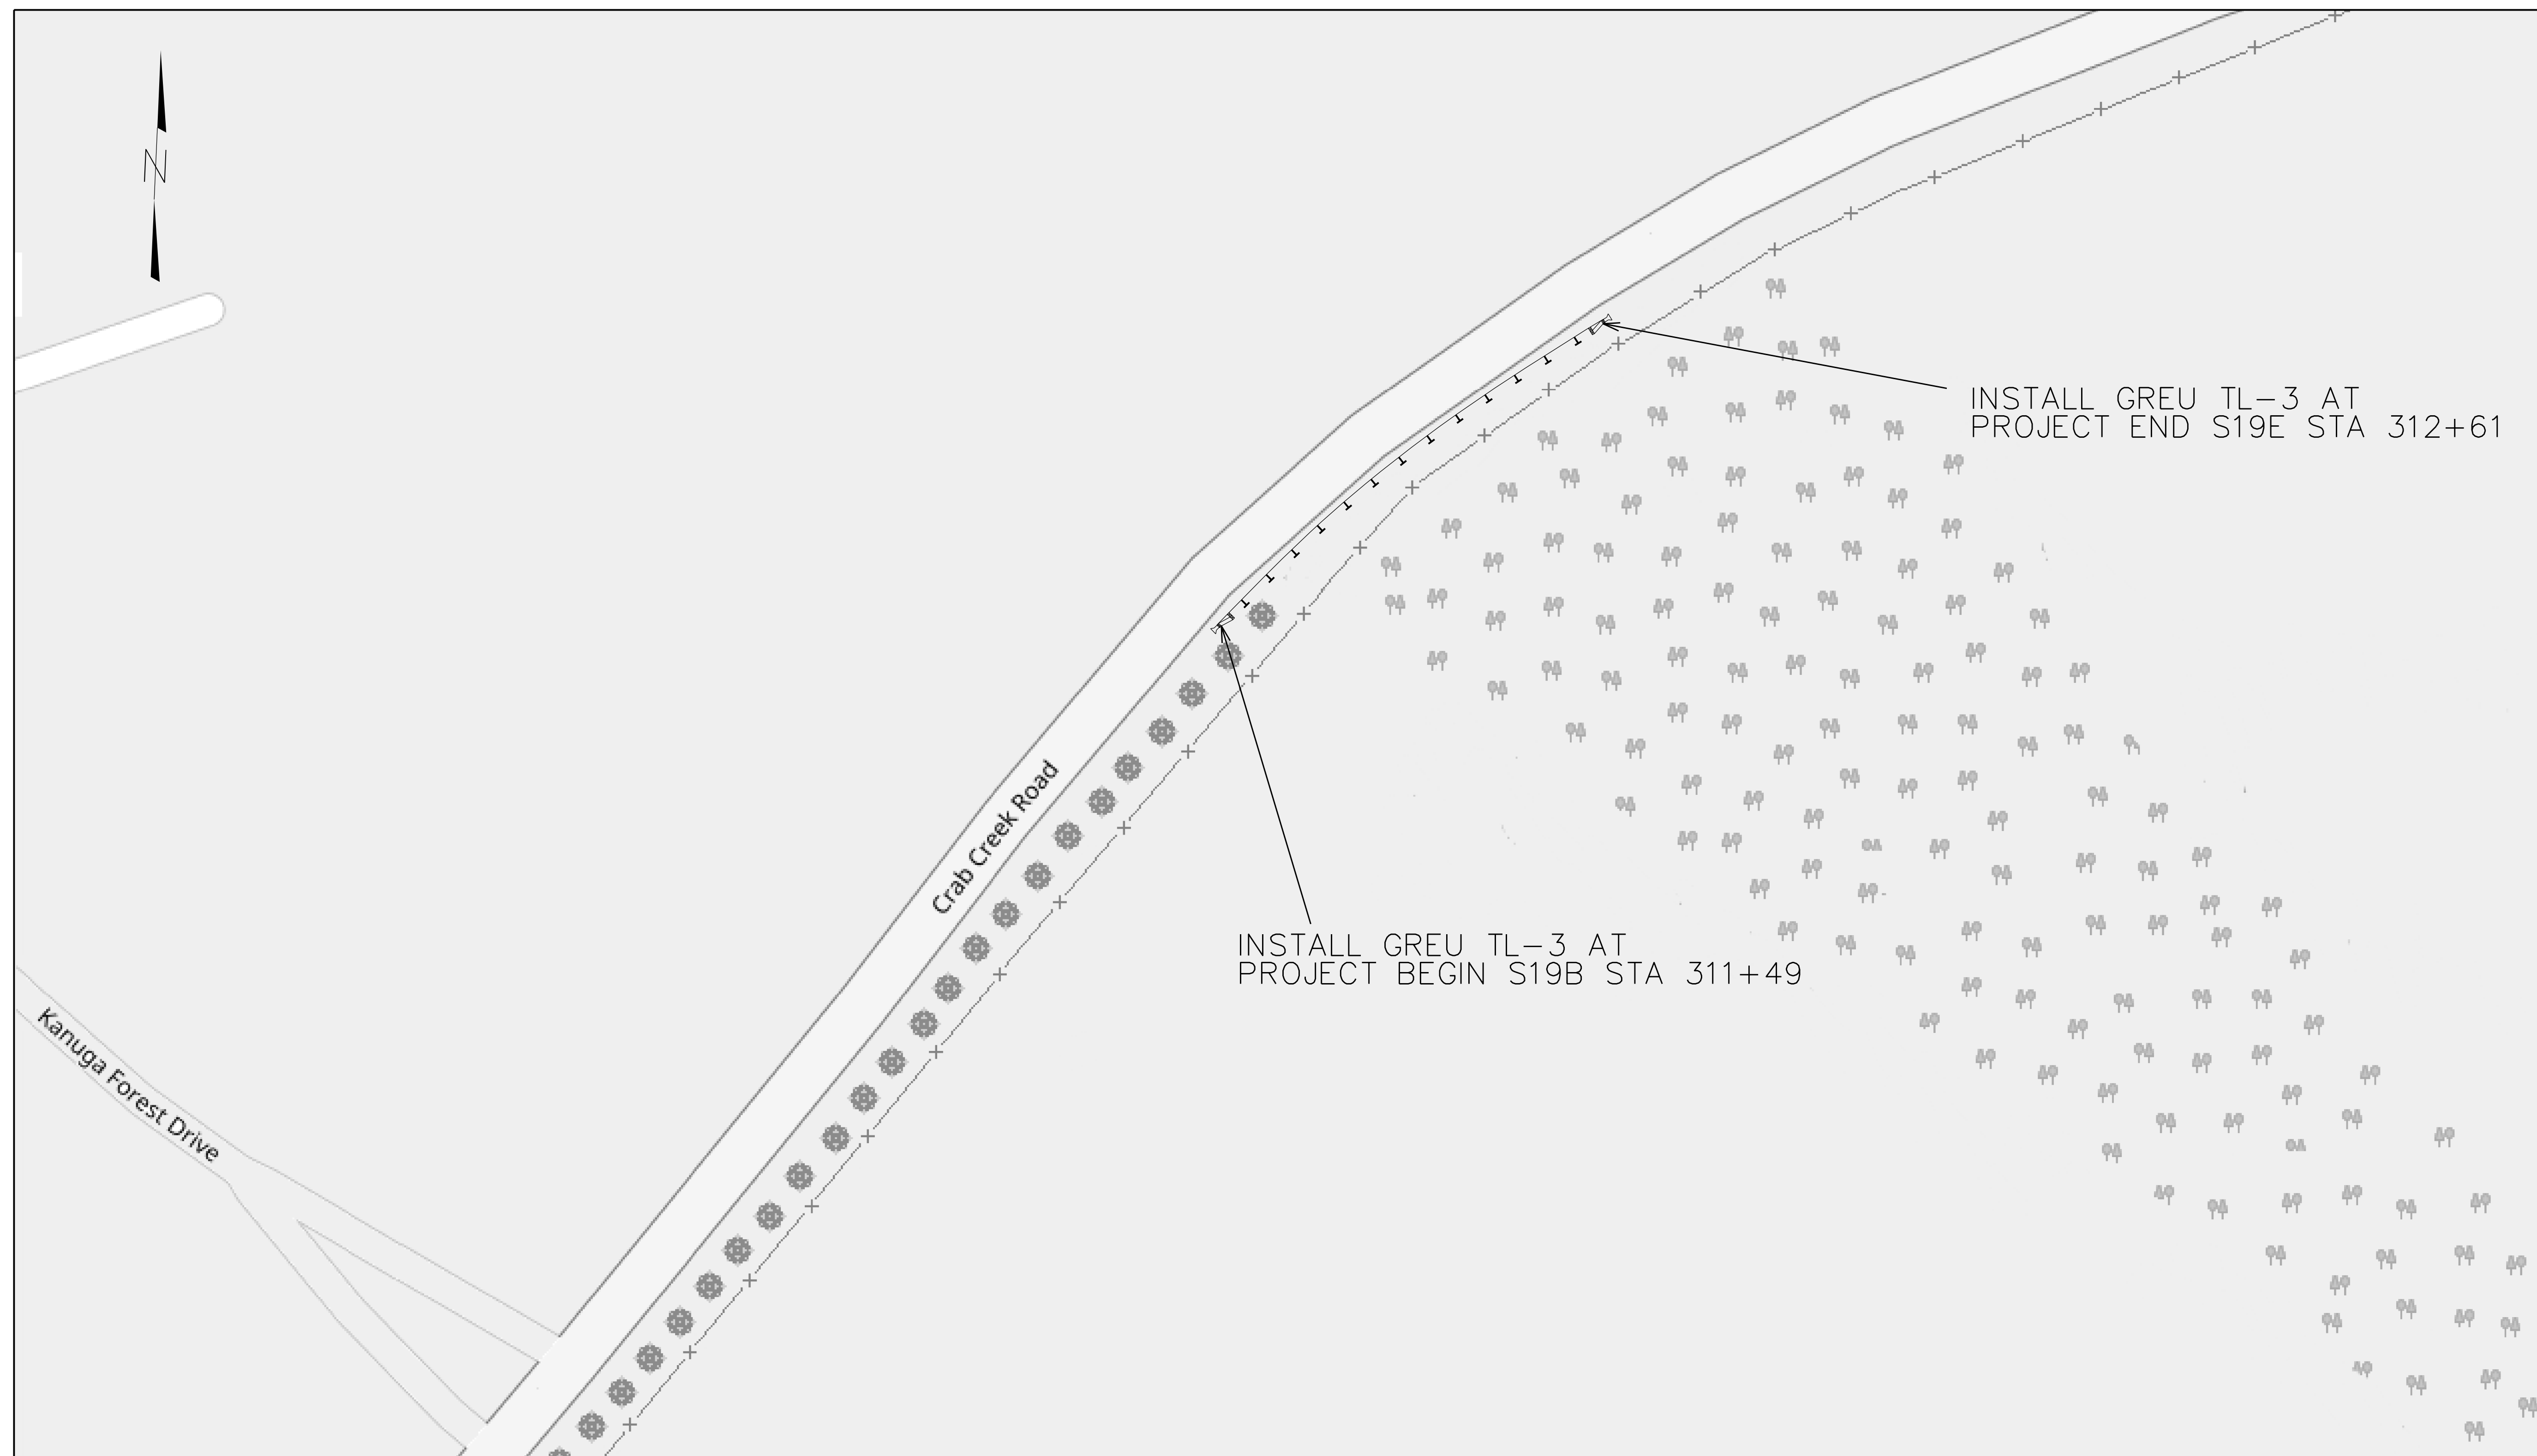 N
INSTALL GREU TL-3 AT
PROJECT END S19E STA 312+61
Crab Creek Road
INSTALL GREU TL-3 AT
PROJECT BEGIN S19B STA 311+49
Kanuga Forest Drive